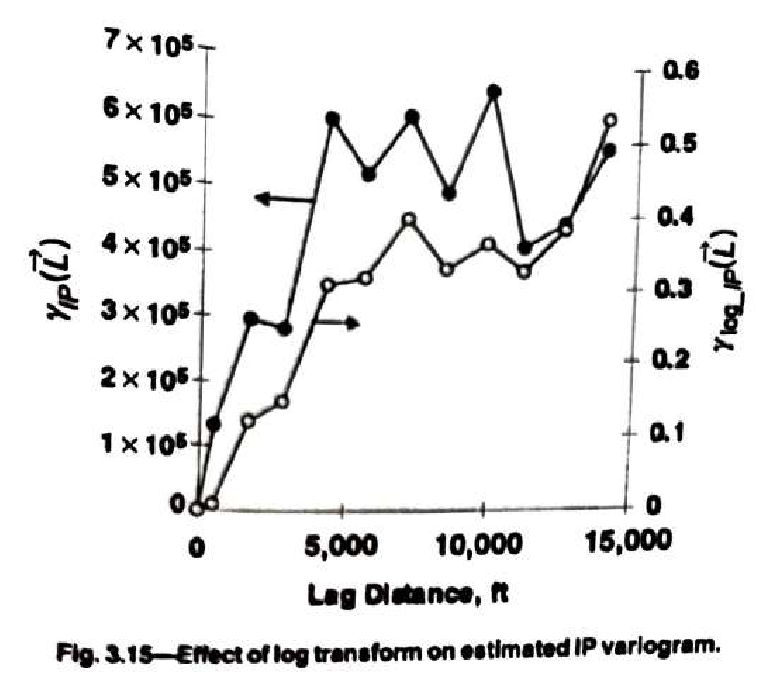 7 × 10⁵
6 × 10⁵
5 × 10⁵
4 × 10⁵
3 × 10⁵
2 × 10⁵
1 × 10⁵
0
γIP(L⃗)
0.6
0.5
0.4
0.3
0.2
0.1
0
γlog_IP(L⃗)
0 5,000 10,000 15,000
Lag Distance, ft
Fig. 3.15—Effect of log transform on estimated IP variogram.